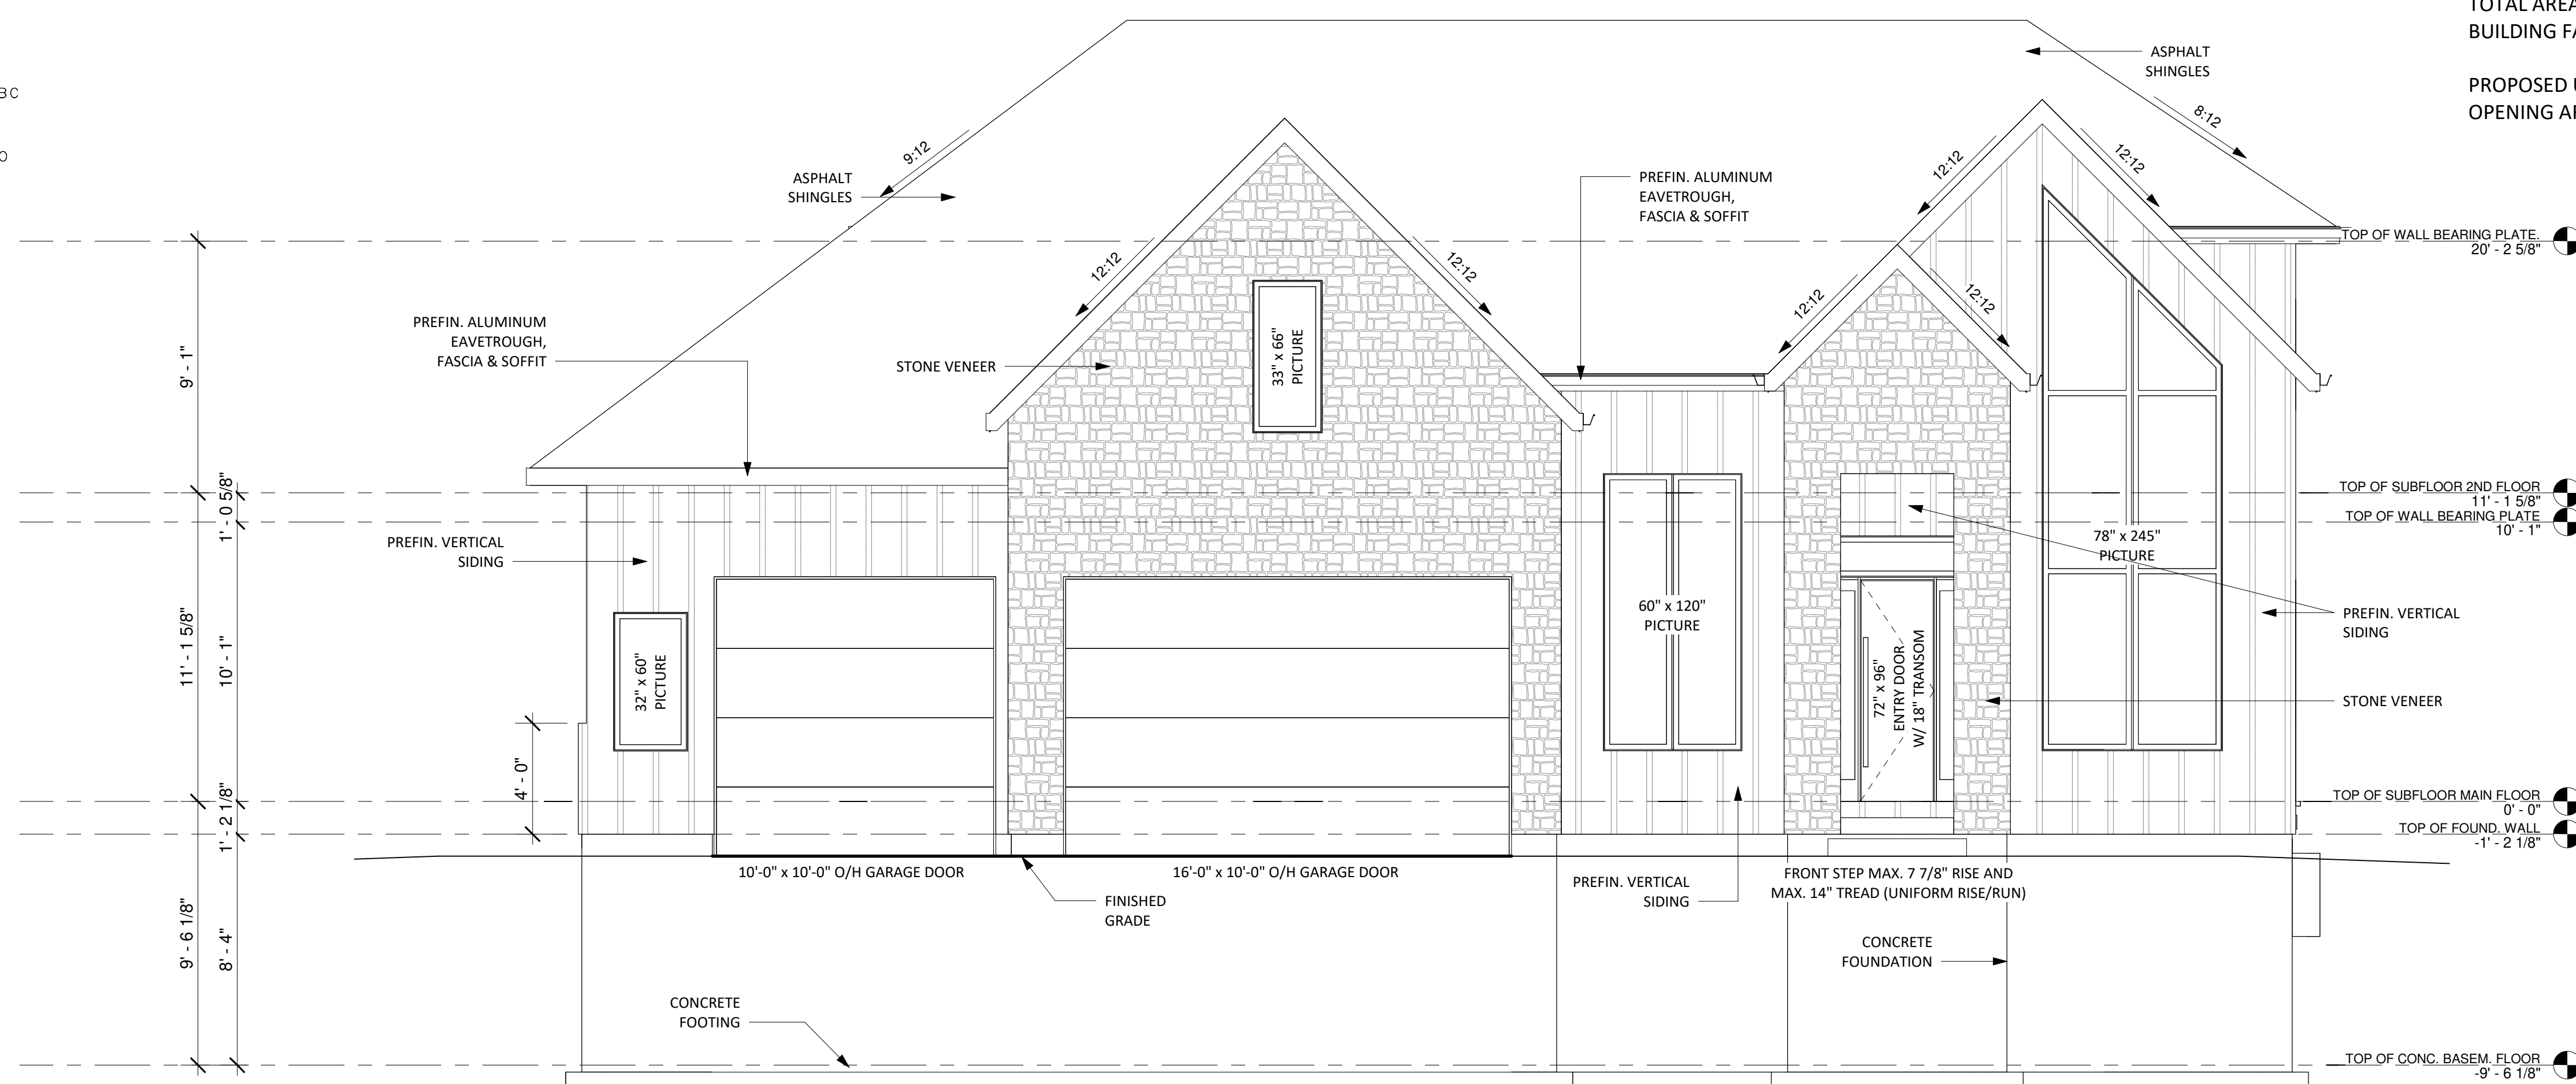 TOTAL AREA
BUILDING FA
PROPOSED U
OPENING AR
BC
O
ASPHALT
SHINGLES
8:12
9:12
ASPHALT
SHINGLES
PREFIN. ALUMINUM
EAVETROUGH,
FASCIA & SOFFIT
12:12
12:12
TOP OF WALL BEARING PLATE.
20' - 2 5/8"
12:12
12:12
12:12
12:12
PREFIN. ALUMINUM
EAVETROUGH,
FASCIA & SOFFIT
STONE VENEER
33" x 66"
PICTURE
9' - 1"
1' - 0 5/8"
TOP OF SUBFLOOR 2ND FLOOR
11' - 1 5/8"
TOP OF WALL BEARING PLATE
10' - 1"
PREFIN. VERTICAL
SIDING
78" x 245"
PICTURE
60" x 120"
PICTURE
PREFIN. VERTICAL
SIDING
32" x 60"
PICTURE
72" x 96"
ENTRY DOOR
W/ 18" TRANSOM
STONE VENEER
11' - 1 5/8"
10' - 1"
4' - 0"
1' - 2 1/8"
TOP OF SUBFLOOR MAIN FLOOR
0' - 0"
TOP OF FOUND. WALL
-1' - 2 1/8"
10'-0" x 10'-0" O/H GARAGE DOOR
16'-0" x 10'-0" O/H GARAGE DOOR
FINISHED
GRADE
PREFIN. VERTICAL
SIDING
FRONT STEP MAX. 7 7/8" RISE AND
MAX. 14" TREAD (UNIFORM RISE/RUN)
9' - 6 1/8"
8' - 4"
CONCRETE
FOUNDATION
CONCRETE
FOOTING
TOP OF CONC. BASEM. FLOOR
-9' - 6 1/8"